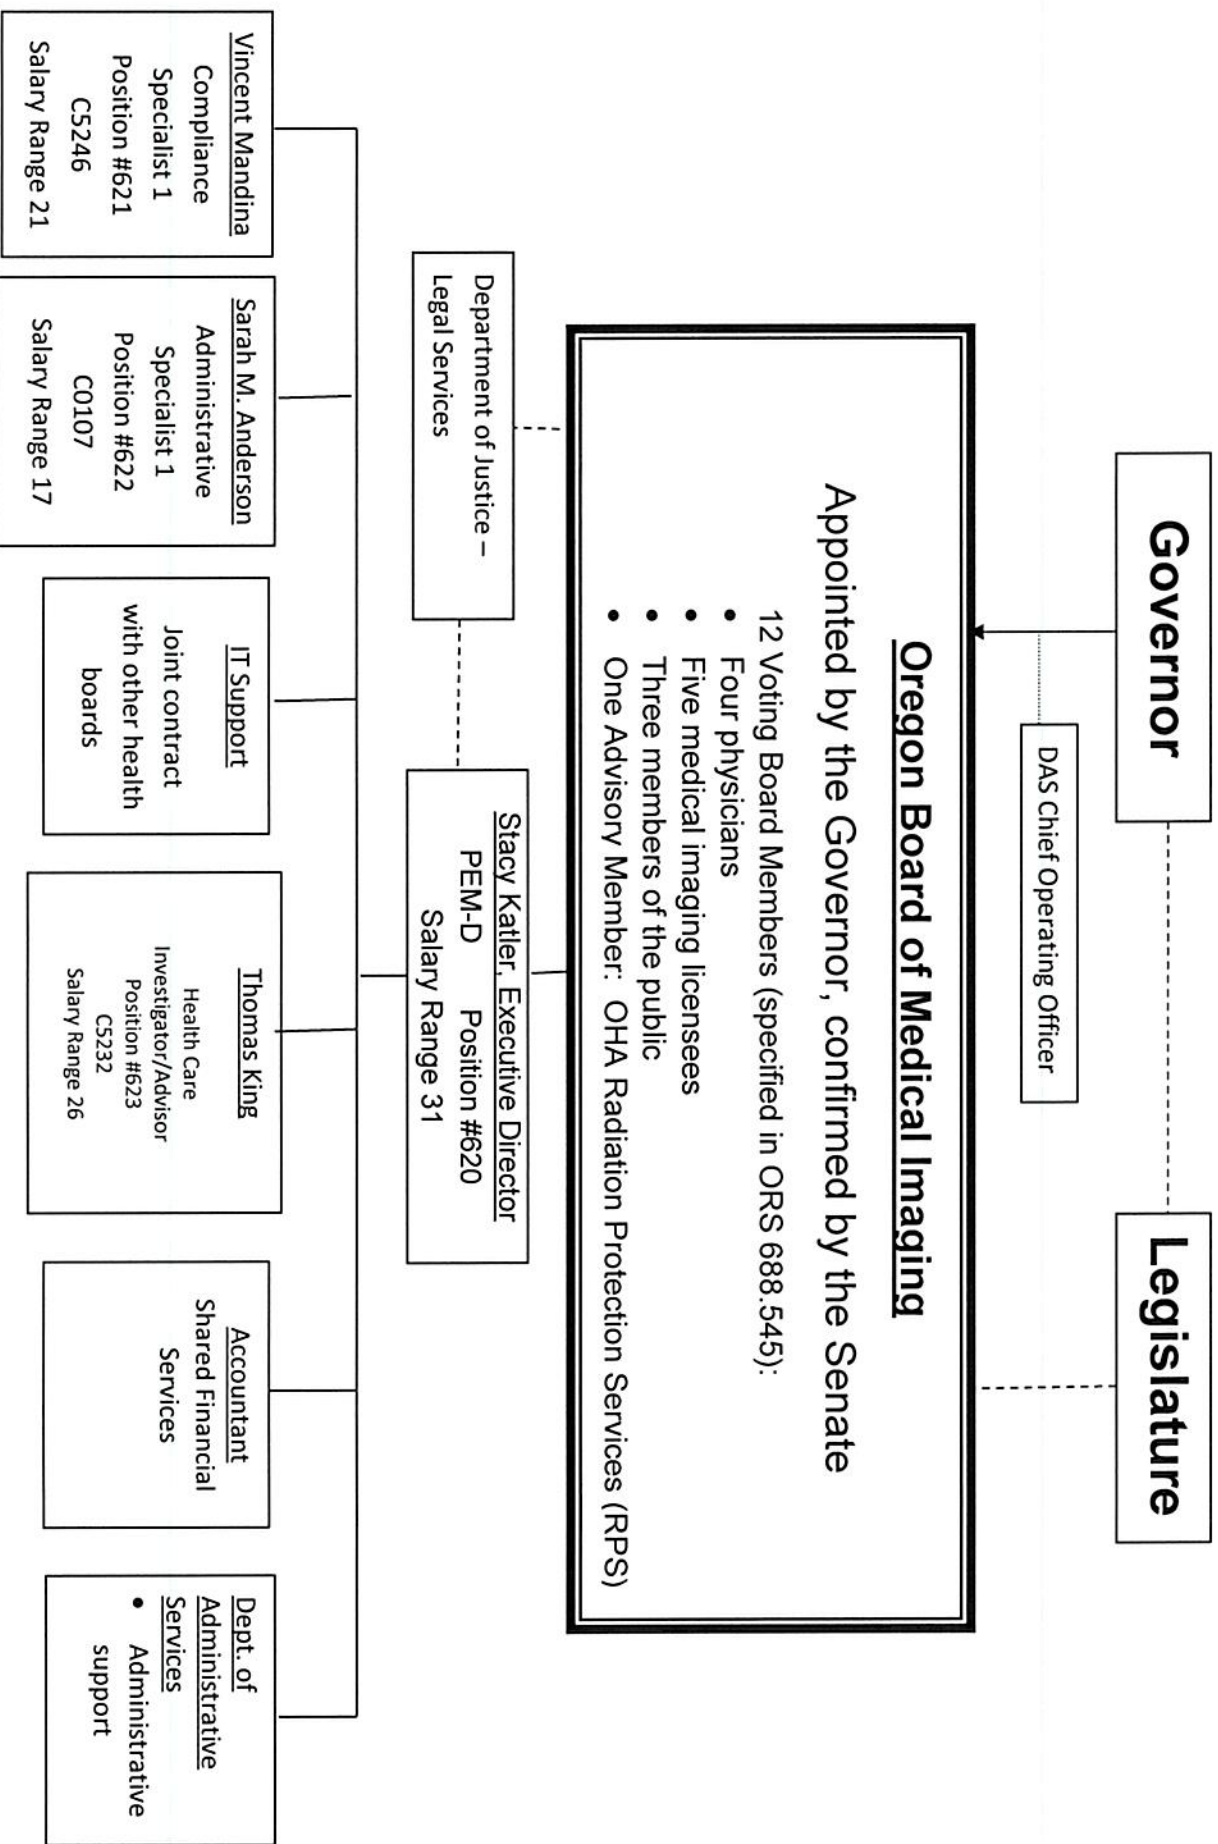 Governor
Legislature
DAS Chief Operating Officer
Oregon Board of Medical Imaging
Appointed by the Governor, confirmed by the Senate
12 Voting Board Members (specified in ORS 688.545):
• Four physicians
• Five medical imaging licensees
• Three members of the public
• One Advisory Member: OHA Radiation Protection Services (RPS)
Department of Justice –
Legal Services
Stacy Katler, Executive Director
PEM-D Position #620
Salary Range 31
Vincent Mandina
Compliance
Specialist 1
Position #621
C5246
Salary Range 21
Sarah M. Anderson
Administrative
Specialist 1
Position #622
C0107
Salary Range 17
IT Support
Joint contract
with other health
boards
Thomas King
Health Care
Investigator/Advisor
Position #623
C5232
Salary Range 26
Accountant
Shared Financial
Services
Dept. of
Administrative
Services
• Administrative
support